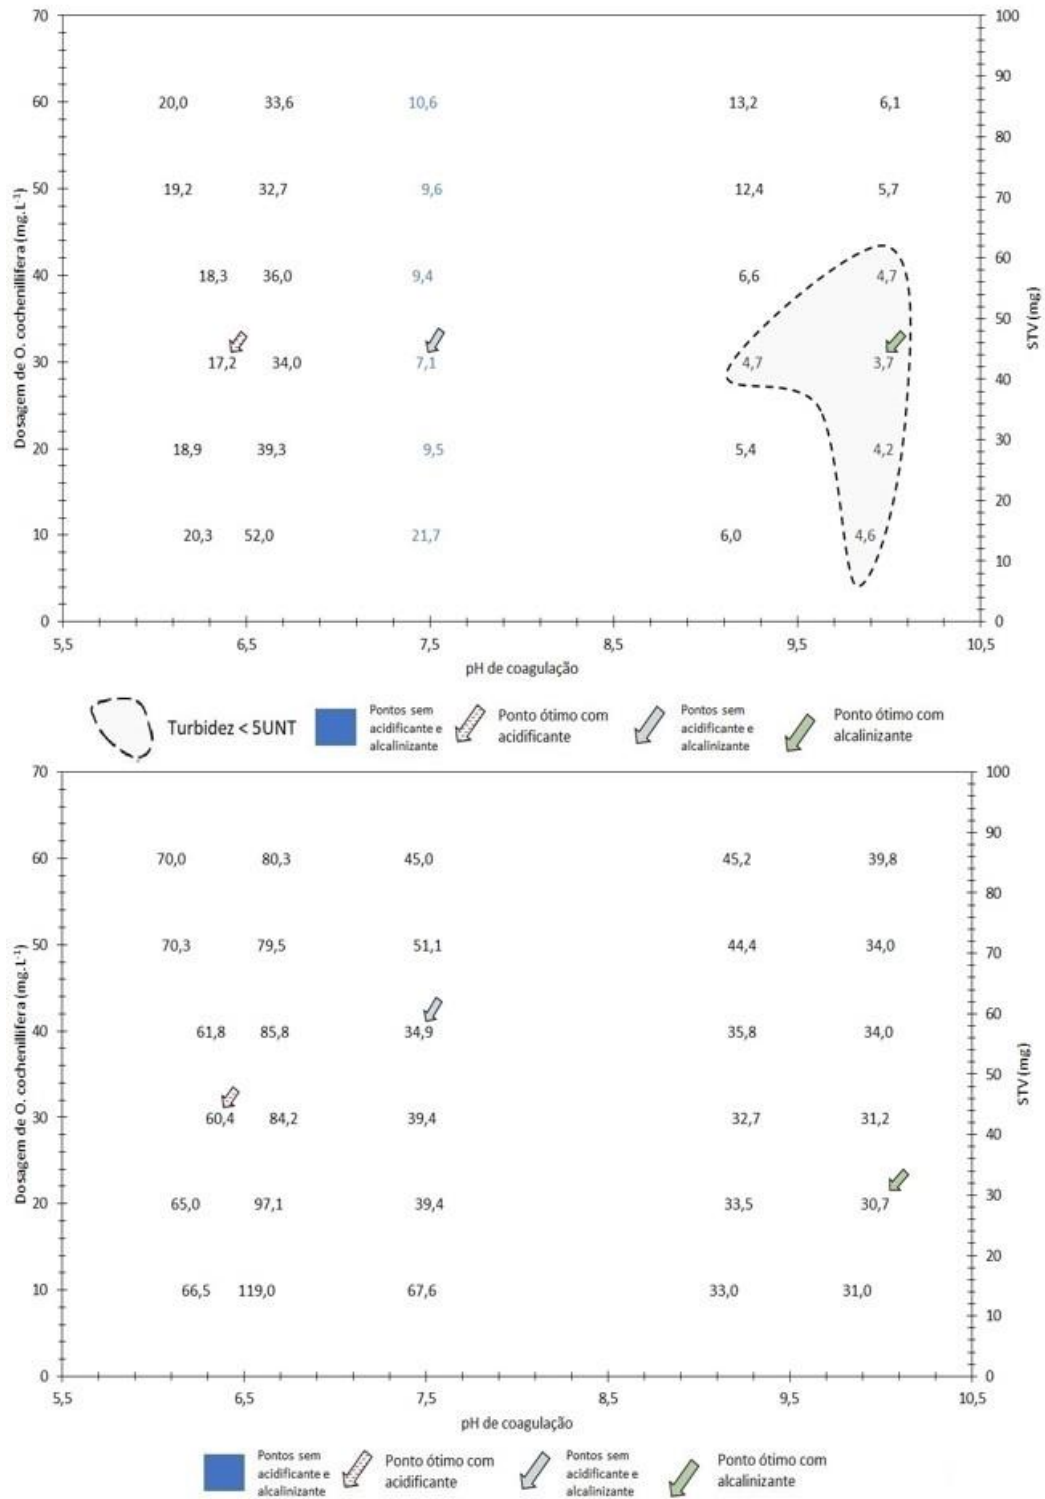 70
100
90
60
20,0 33,6 10,6 13,2 6,1
80
50
19,2 32,7 9,6 12,4 5,7
70
60
40
18,3 36,0 9,4 6,6 4,7
50
30
17,2 34,0 7,1 4,7 3,7
40
20
18,9 39,3 9,5 5,4 4,2
30
20
10
20,3 52,0 21,7 6,0 4,6
10
0
0
Dosagem de O. cochenillifera (mg.L-1)
STV (mg)
5,5 6,5 7,5 8,5 9,5 10,5
pH de coagulação
Turbidez < 5UNT
Pontos sem
acidificante e
alcalinizante
Ponto ótimo com
acidificante
Pontos sem
acidificante e
alcalinizante
Ponto ótimo com
alcalinizante
70
100
90
60
70,0 80,3 45,0 45,2 39,8
80
50
70,3 79,5 51,1 44,4 34,0
70
60
40
61,8 85,8 34,9 35,8 34,0
50
30
60,4 84,2 39,4 32,7 31,2
40
20
65,0 97,1 39,4 33,5 30,7
30
20
10
66,5 119,0 67,6 33,0 31,0
10
0
0
Dosagem de O. cochenillifera (mg.L-1)
STV (mg)
5,5 6,5 7,5 8,5 9,5 10,5
pH de coagulação
Pontos sem
acidificante e
alcalinizante
Ponto ótimo com
acidificante
Pontos sem
acidificante e
alcalinizante
Ponto ótimo com
alcalinizante